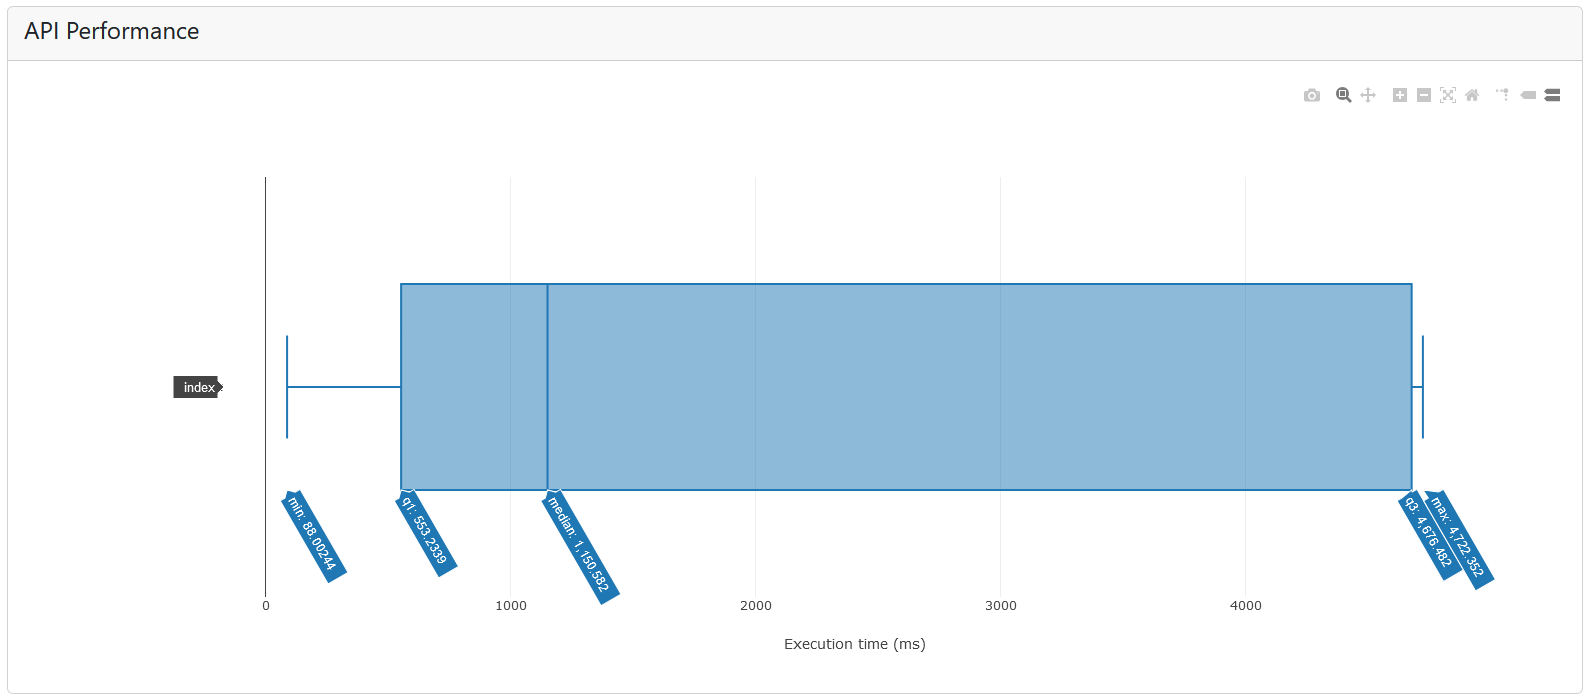 API Performance
index
min: 88.00244
q1: 553.2339
median: 1,150.582
q3: 4,676.482
max: 4,722.352
0
1000
2000
3000
4000
Execution time (ms)